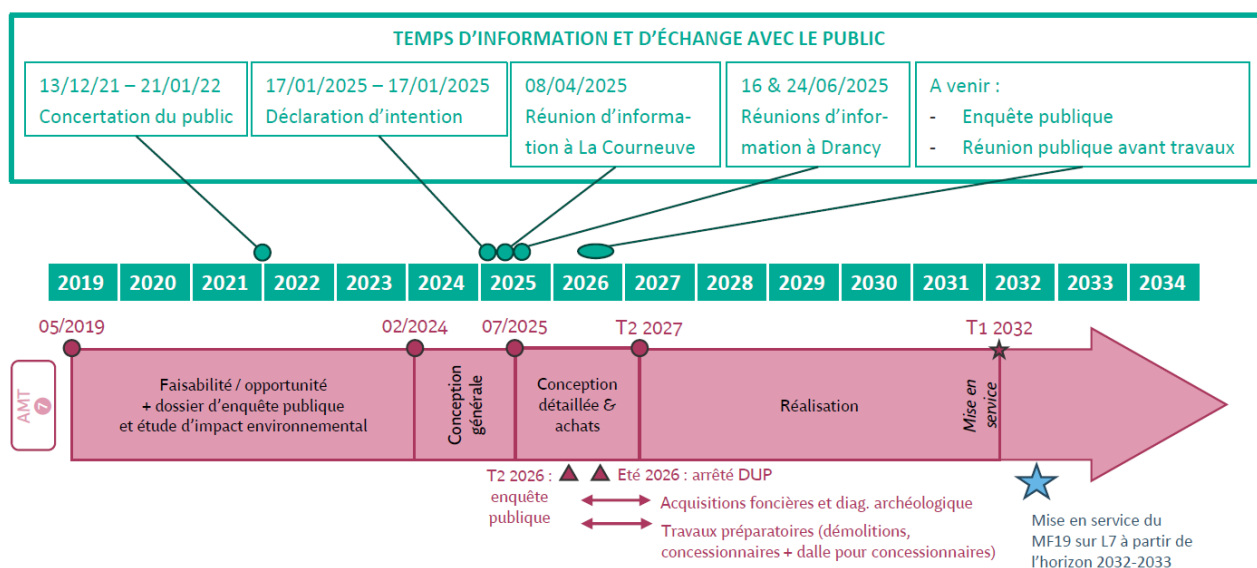 TEMPS D'INFORMATION ET D'ÉCHANGE AVEC LE PUBLIC
13/12/21 – 21/01/22
Concertation du public
17/01/2025 – 17/01/2025
Déclaration d'intention
08/04/2025
Réunion d'informa-
tion à La Courneuve
16 & 24/06/2025
Réunions d'infor-
mation à Drancy
A venir :
- Enquête publique
- Réunion publique avant travaux
2019 2020 2021 2022 2023 2024 2025 2026 2027 2028 2029 2030 2031 2032 2033 2034
05/2019 02/2024 07/2025 T2 2027 T1 2032
AMT
7
Faisabilité / opportunité
+ dossier d'enquête publique
et étude d'impact environnemental
Conception
générale
Conception
détaillée &
achats
Réalisation
Mise en
service
T2 2026 :
enquête
publique
Eté 2026 : arrêté DUP
Acquisitions foncières et diag. archéologique
Travaux préparatoires (démolitions,
concessionnaires + dalle pour concessionnaires)
Mise en service du
MF19 sur L7 à partir de
l'horizon 2032-2033